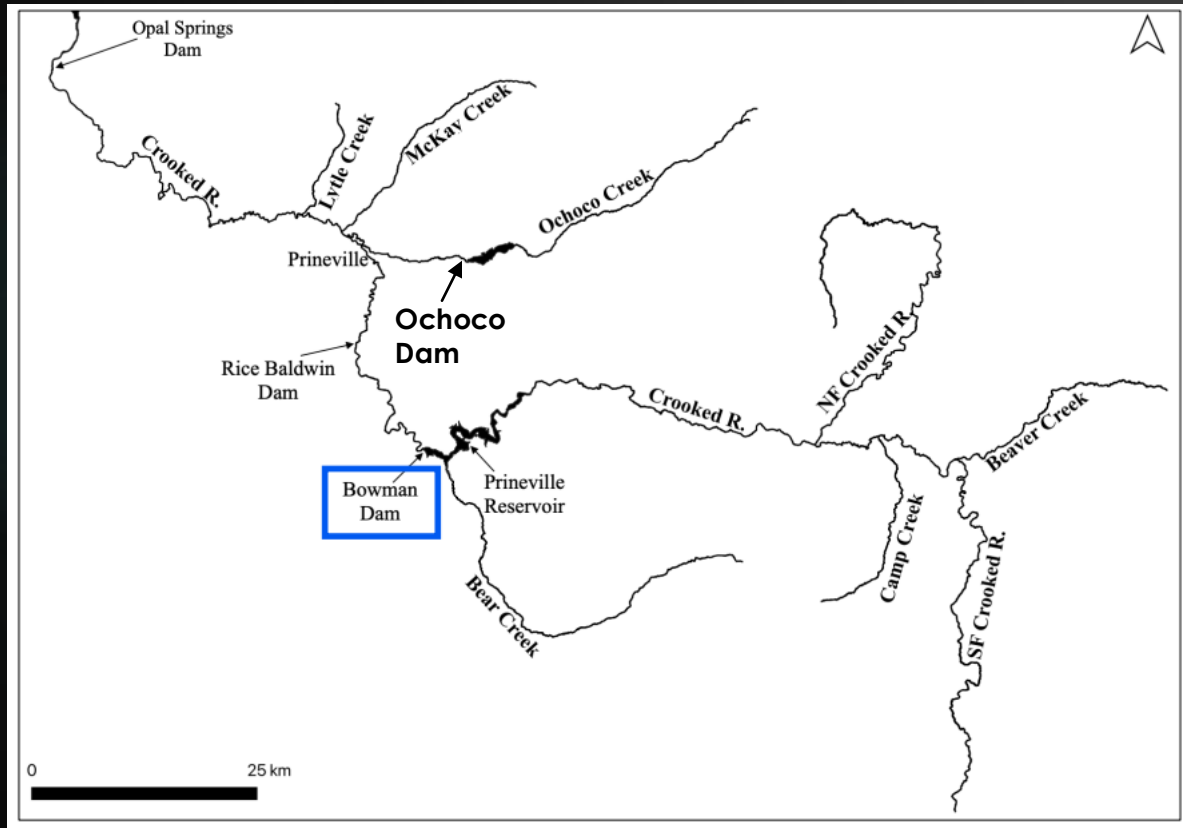 Opal Springs
Dam
Crooked R.
Lytle Creek
McKay Creek
Ochoco Creek
Prineville
Ochoco
Dam
Rice Baldwin
Dam
Crooked R.
NF Crooked R.
Beaver Creek
Bowman
Dam
Prineville
Reservoir
Camp Creek
SF Crooked R.
Bear Creek
0
25 km